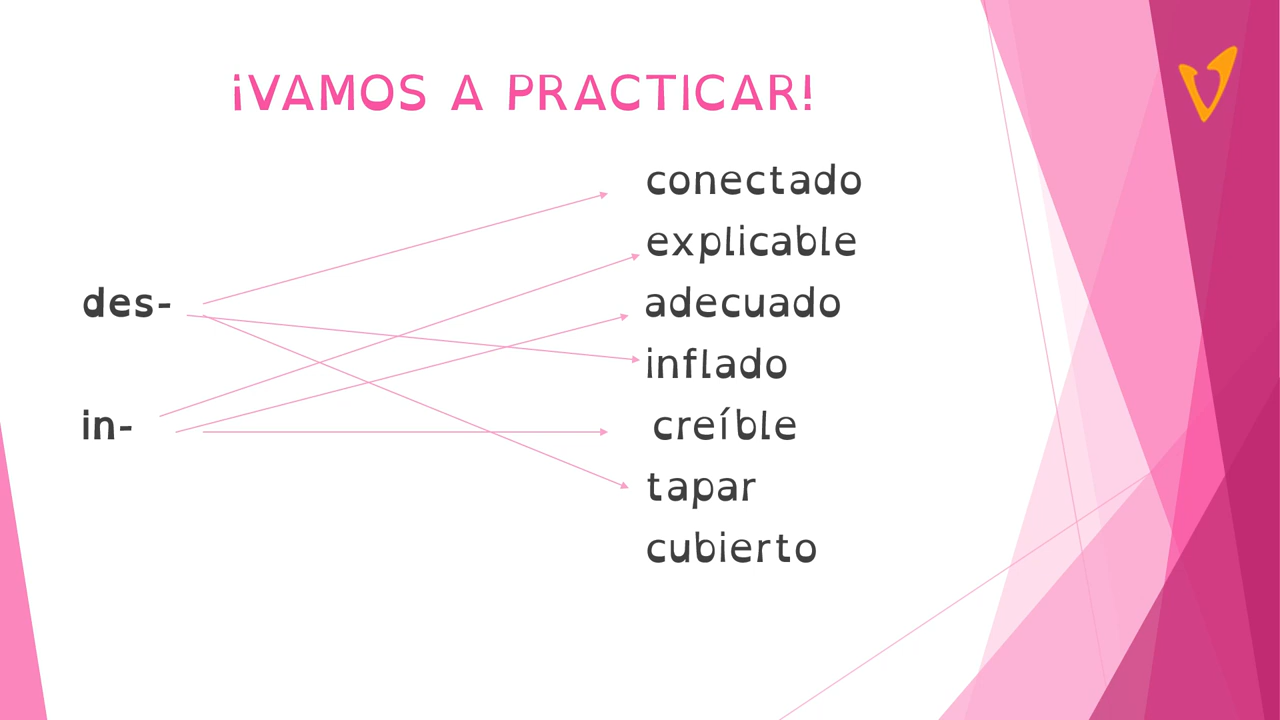 ¡VAMOS A PRACTICAR!
conectado
explicable
des- adecuado
inflado
in- creíble
tapar
cubierto